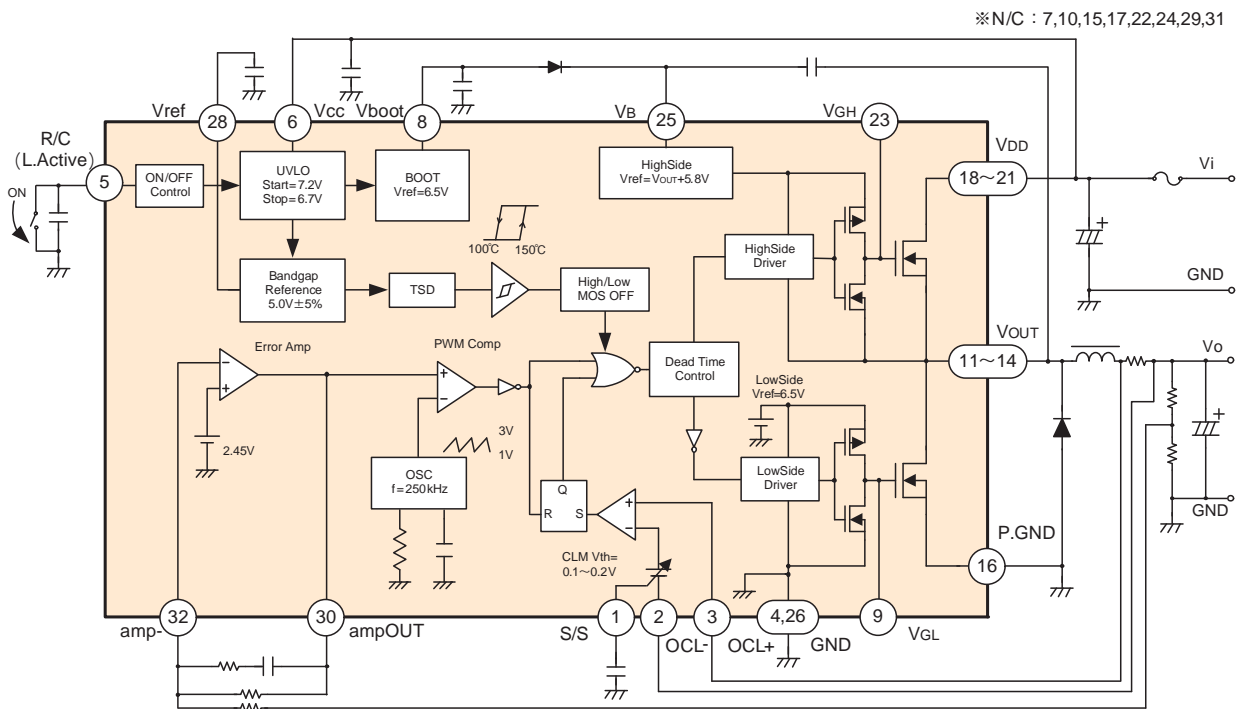 ※N/C : 7,10,15,17,22,24,29,31
Vref
28
6
Vcc
Vboot
8
VB
25
VGH
23
VDD
18～21
Vi
R/C
(L.Active)
5
ON
ON/OFF
Control
UVLO
Start=7.2V
Stop=6.7V
BOOT
Vref=6.5V
HighSide
Vref=VOUT+5.8V
100℃
150℃
HighSide
Driver
GND
Bandgap
Reference
5.0V±5%
TSD
High/Low
MOS OFF
VOUT
11～14
Vo
Error Amp
PWM Comp
Dead Time
Control
LowSide
Vref=6.5V
2.45V
3V
1V
OSC
f=250kHz
LowSide
Driver
Q
R
S
GND
CLM Vth=
0.1～0.2V
P.GND
16
32
amp-
30
ampOUT
S/S
1
2
OCL-
3
OCL+
4,26
GND
9
VGL